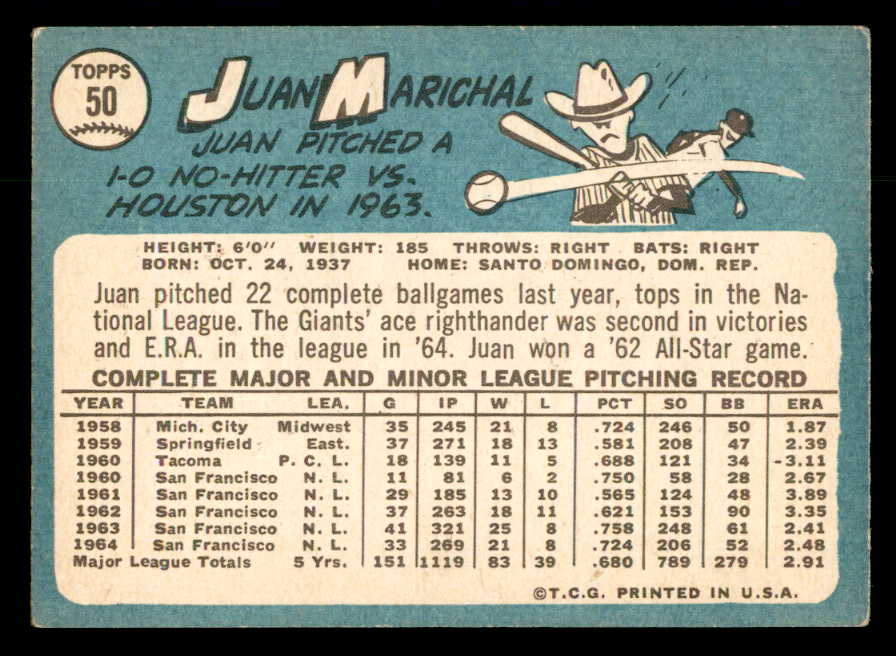 TOPPS
50
JUAN MARICHAL
JUAN PITCHED A
1-0 NO-HITTER VS.
HOUSTON IN 1963.
HEIGHT: 6'0" WEIGHT: 185 THROWS: RIGHT BATS: RIGHT
BORN: OCT. 24, 1937 HOME: SANTO DOMINGO, DOM. REP.
Juan pitched 22 complete ballgames last year, tops in the Na-
tional League. The Giants' ace righthander was second in victories
and E.R.A. in the league in '64. Juan won a '62 All-Star game.
COMPLETE MAJOR AND MINOR LEAGUE PITCHING RECORD
YEAR TEAM LEA. G IP W L PCT SO BB ERA
1958 Mich. City Midwest 35 245 21 8 .724 246 50 1.87
1959 Springfield East. 37 271 18 13 .581 208 47 2.39
1960 Tacoma P. C. L. 18 139 11 5 .688 121 34 -3.11
1960 San Francisco N. L. 11 81 6 2 .750 58 28 2.67
1961 San Francisco N. L. 29 185 13 10 .565 124 48 3.89
1962 San Francisco N. L. 37 263 18 11 .621 153 90 3.35
1963 San Francisco N. L. 41 321 25 8 .758 248 61 2.41
1964 San Francisco N. L. 33 269 21 8 .724 206 52 2.48
Major League Totals 5 Yrs. 151 1119 83 39 .680 789 279 2.91
©T.C.G. PRINTED IN U.S.A.